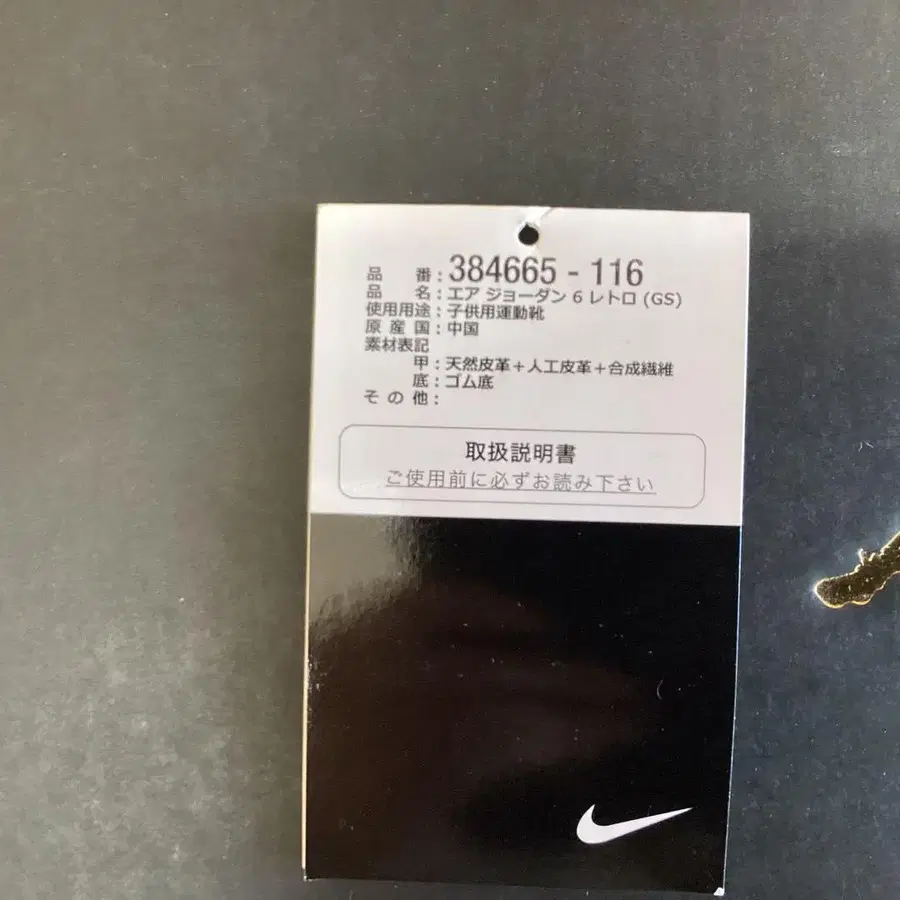 品　番：384665 - 116
品　名：エア ジョーダン 6 レトロ (GS)
使用用途：子供用運動靴
原 産 国：中国
素材表記
甲：天然皮革＋人工皮革＋合成繊維
底：ゴム底
そ の 他：
取扱説明書
ご使用前に必ずお読み下さい